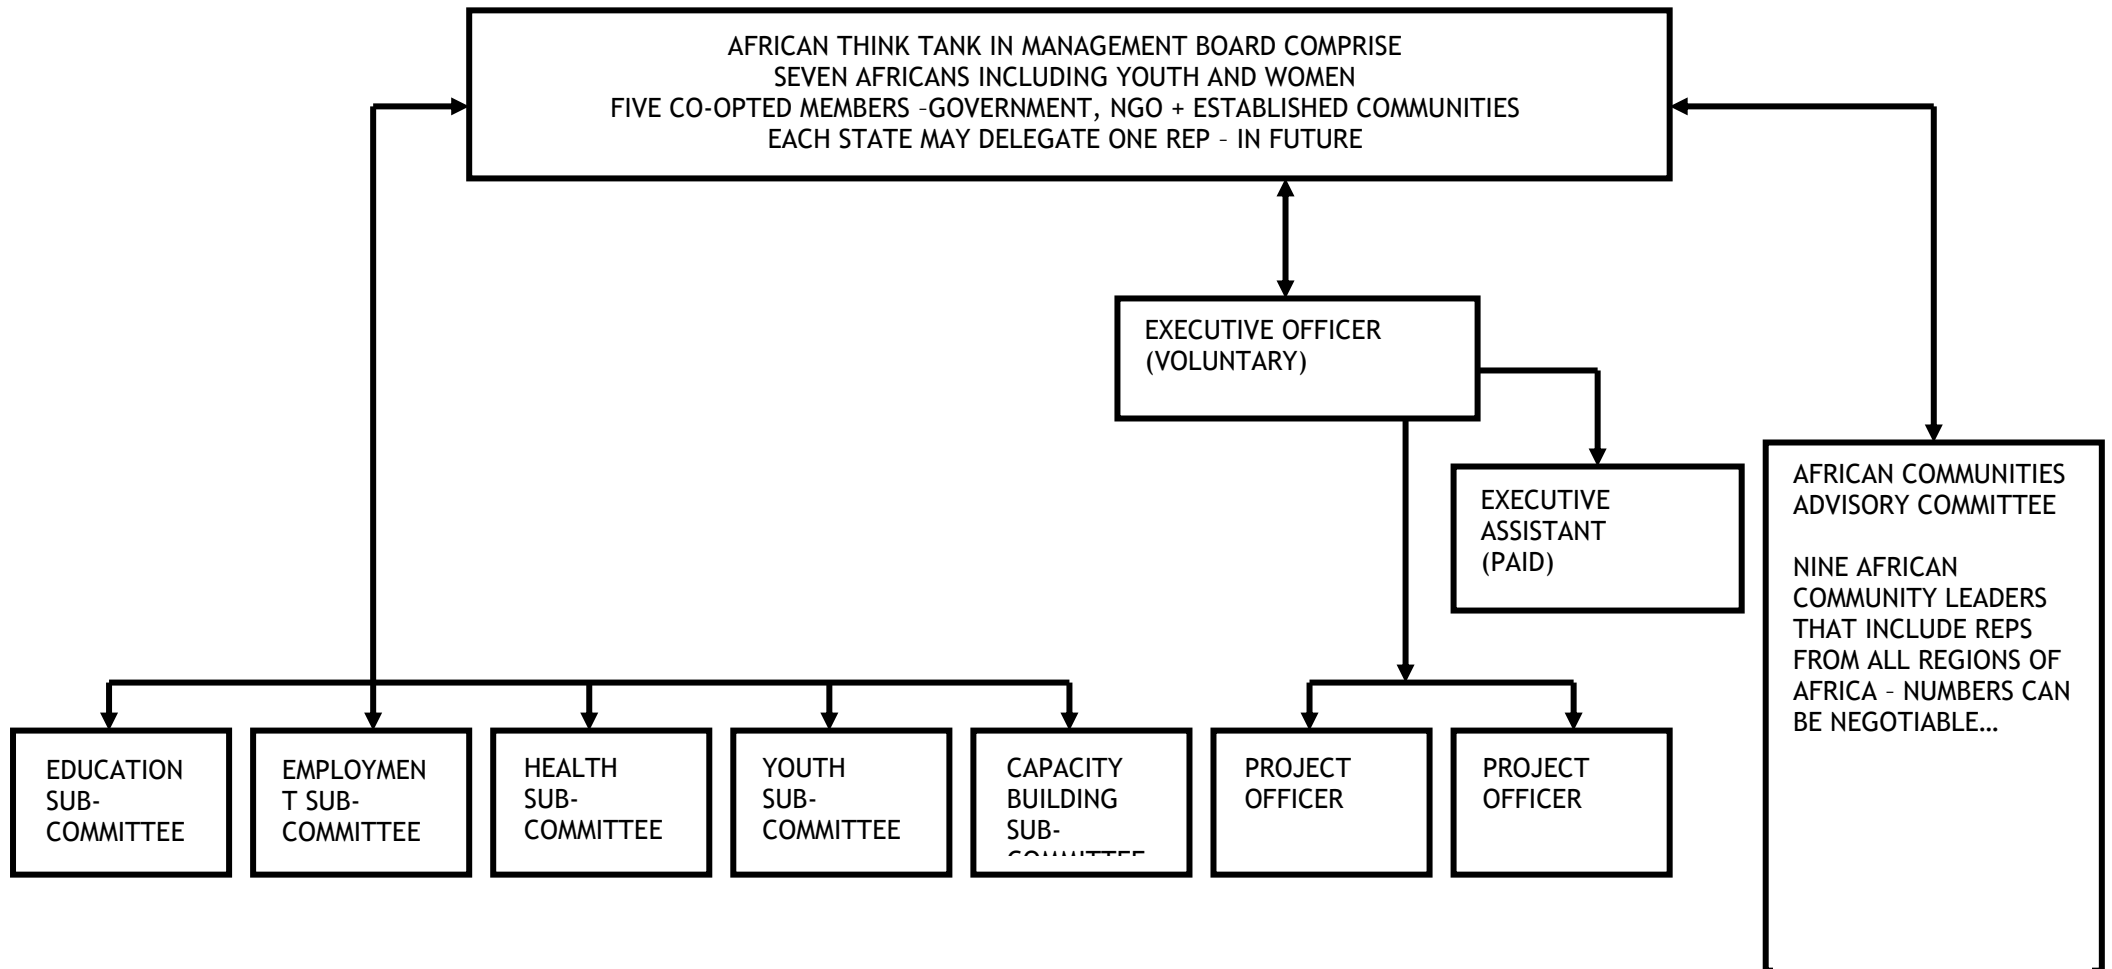 AFRICAN THINK TANK IN MANAGEMENT BOARD COMPRISE
SEVEN AFRICANS INCLUDING YOUTH AND WOMEN
FIVE CO-OPTED MEMBERS –GOVERNMENT, NGO + ESTABLISHED COMMUNITIES
EACH STATE MAY DELEGATE ONE REP – IN FUTURE
EXECUTIVE OFFICER
(VOLUNTARY)
EXECUTIVE
ASSISTANT
(PAID)
AFRICAN COMMUNITIES
ADVISORY COMMITTEE
NINE AFRICAN
COMMUNITY LEADERS
THAT INCLUDE REPS
FROM ALL REGIONS OF
AFRICA – NUMBERS CAN
BE NEGOTIABLE…
EDUCATION
SUB-
COMMITTEE
EMPLOYMEN
T SUB-
COMMITTEE
HEALTH
SUB-
COMMITTEE
YOUTH
SUB-
COMMITTEE
CAPACITY
BUILDING
SUB-
COMMITTEE
PROJECT
OFFICER
PROJECT
OFFICER